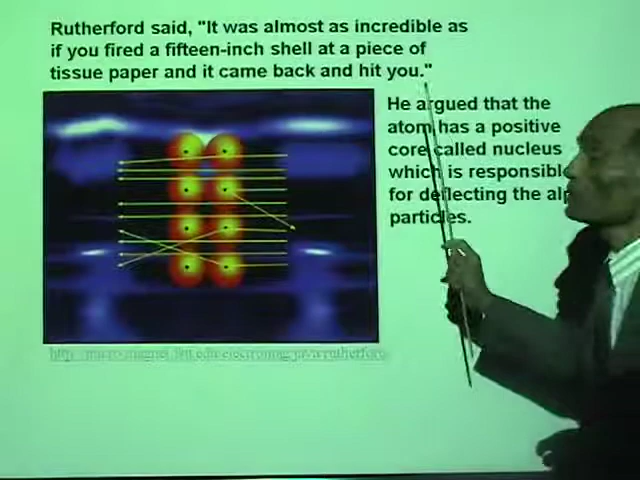 Rutherford said, "It was almost as incredible as
if you fired a fifteen-inch shell at a piece of
tissue paper and it came back and hit you."
He argued that the
atom has a positive
core called nucleus
which is responsibl
for deflecting the alp
particles.